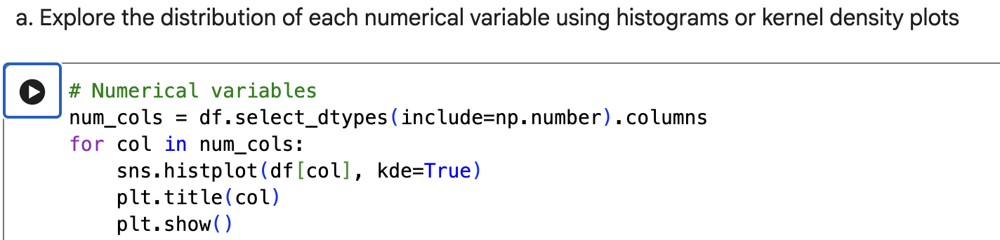 a. Explore the distribution of each numerical variable using histograms or kernel density plots
# Numerical variables
num_cols = df.select_dtypes(include=np.number).columns
for col in num_cols:
    sns.histplot(df[col], kde=True)
    plt.title(col)
    plt.show()